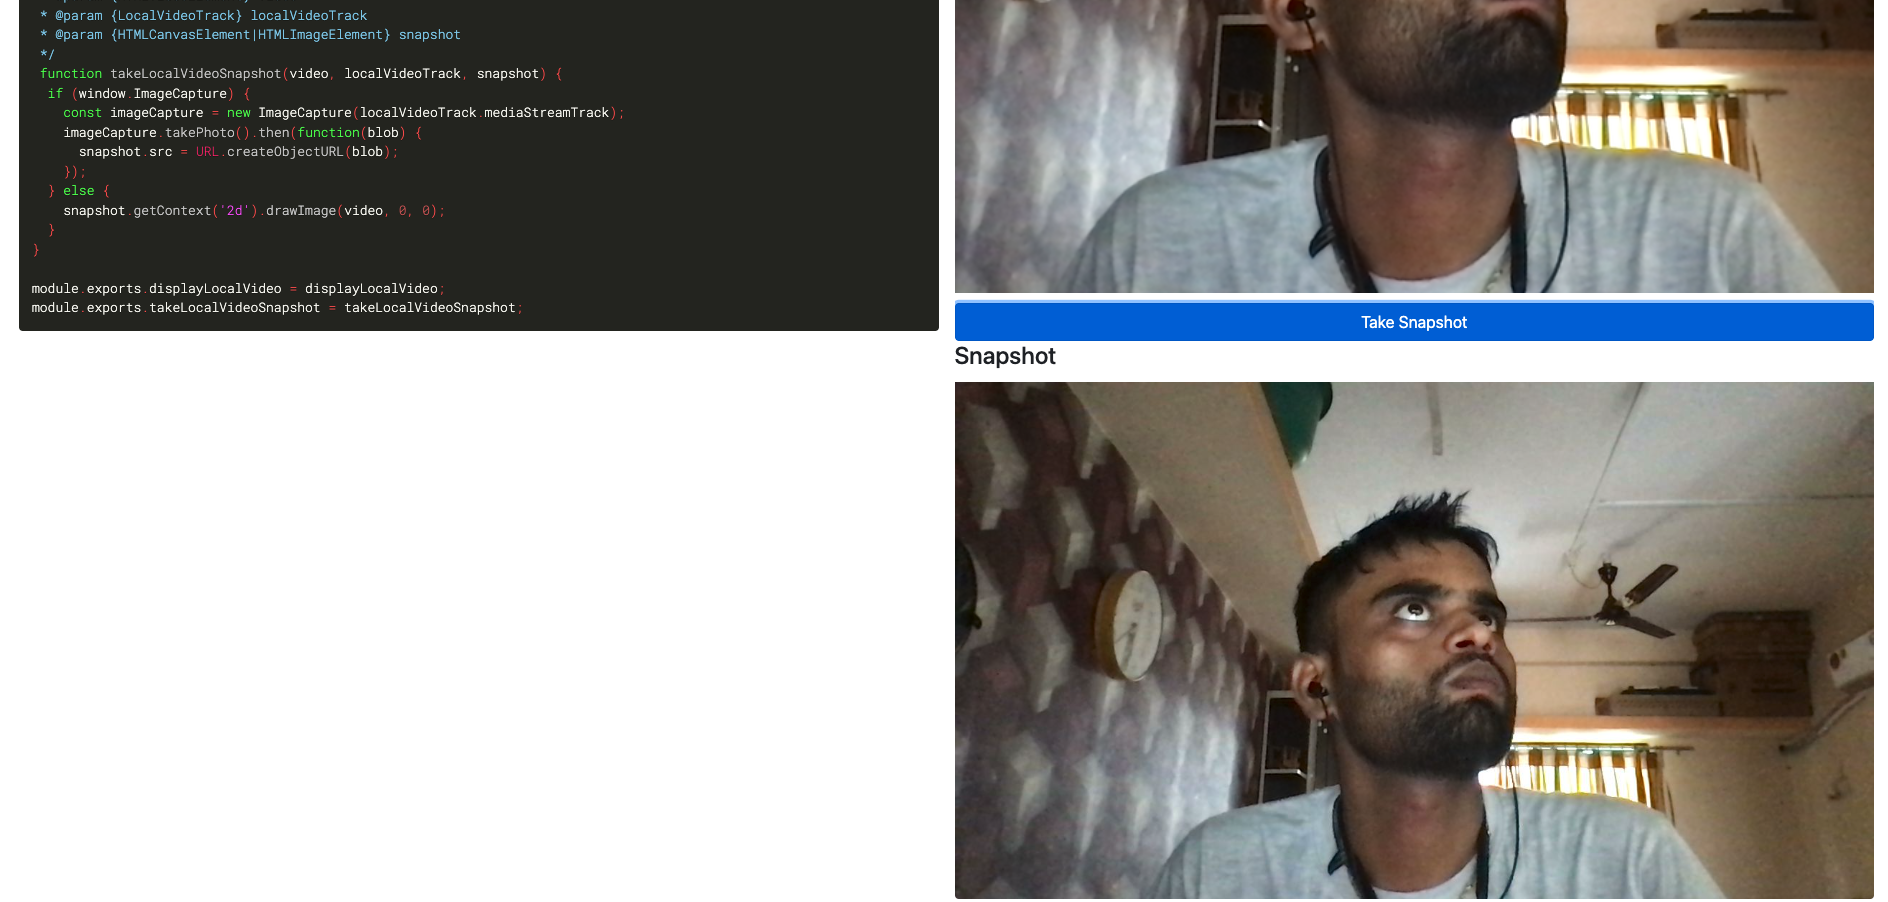 * @param {LocalVideoTrack} localVideoTrack
* @param {HTMLCanvasElement|HTMLImageElement} snapshot
*/
function takeLocalVideoSnapshot(video, localVideoTrack, snapshot) {
if (window.ImageCapture) {
const imageCapture = new ImageCapture(localVideoTrack.mediaStreamTrack);
imageCapture.takePhoto().then(function(blob) {
snapshot.src = URL.createObjectURL(blob);
});
} else {
snapshot.getContext('2d').drawImage(video, 0, 0);
}
}
module.exports.displayLocalVideo = displayLocalVideo;
module.exports.takeLocalVideoSnapshot = takeLocalVideoSnapshot;
Take Snapshot
Snapshot